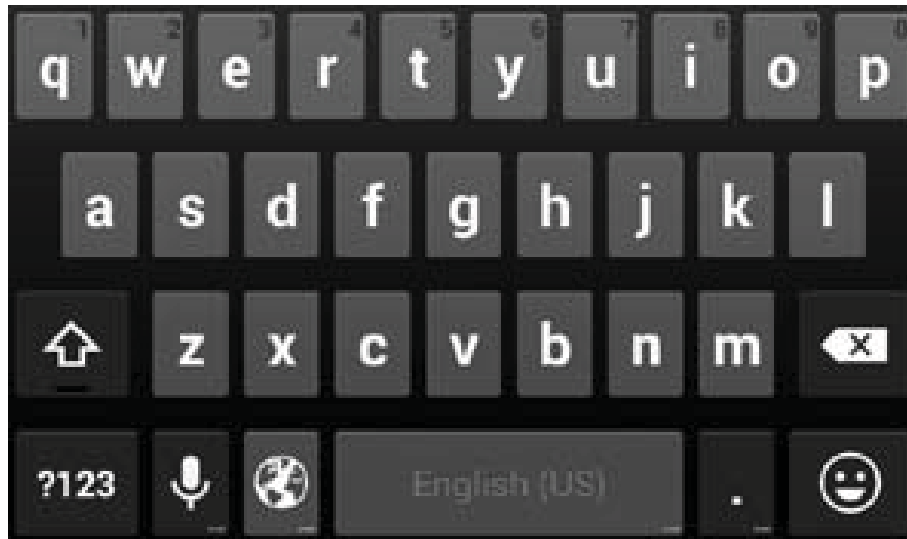 1 2 3 4 5 6 7 8 9 0
q w e r t y u i o p
a s d f g h j k l
z x c v b n m
?123 English (US) .